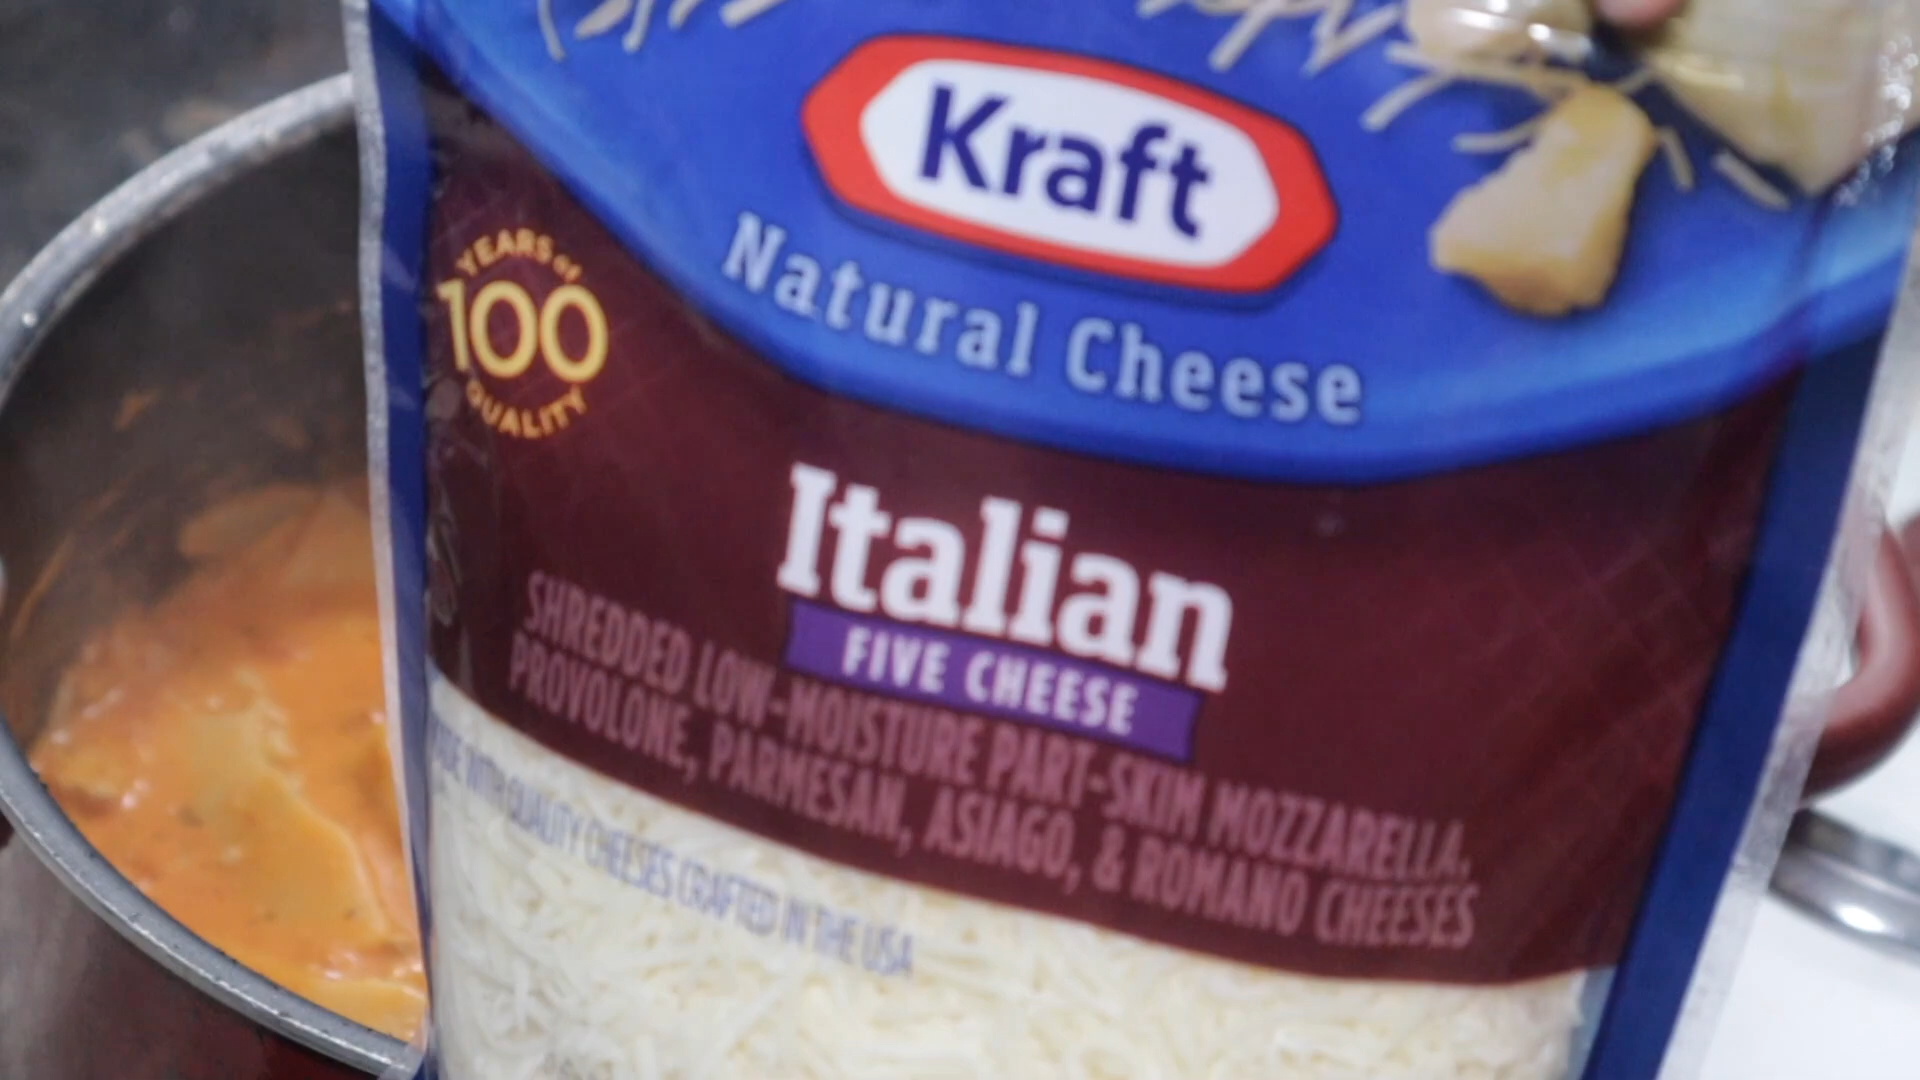 Kraft
Natural Cheese
YEARS of
100
QUALITY
Italian
FIVE CHEESE
SHREDDED LOW-MOISTURE PART-SKIM MOZZARELLA,
PROVOLONE, PARMESAN, ASIAGO, & ROMANO CHEESES
MADE WITH QUALITY CHEESES CRAFTED IN THE USA